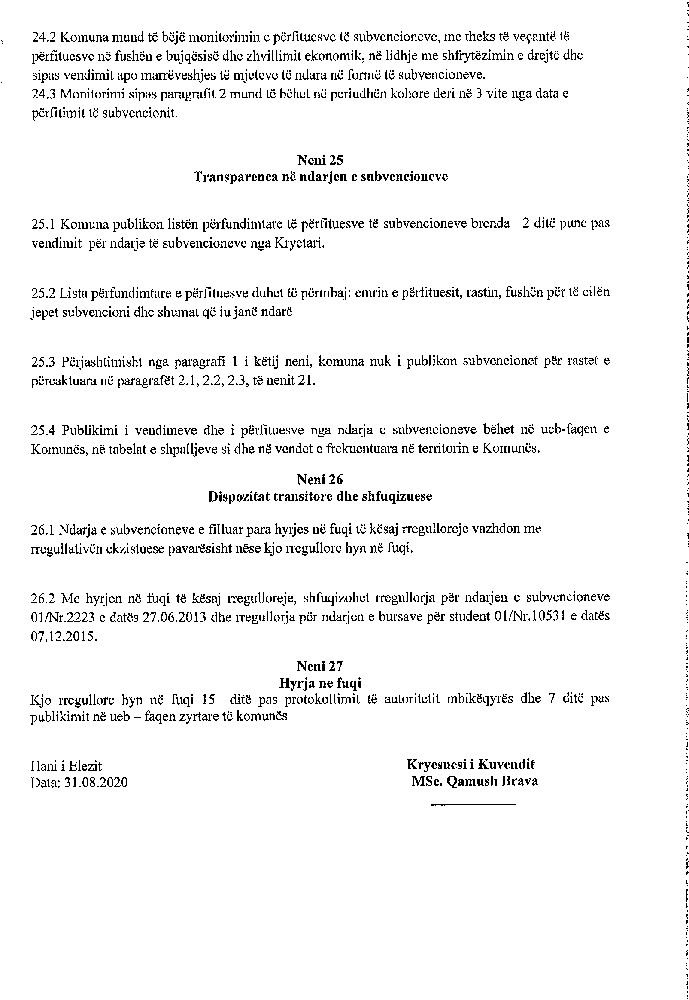 24.2 Komuna mund të bëjë monitorimin e përfituesve të subvencioneve, me theks të veçantë të
përfituesve në fushën e bujqësisë dhe zhvillimit ekonomik, në lidhje me shfrytëzimin e drejtë dhe
sipas vendimit apo marrëveshjes të mjeteve të ndara në formë të subvencioneve.
24.3 Monitorimi sipas paragrafit 2 mund të bëhet në periudhën kohore deri në 3 vite nga data e
përfitimit të subvencionit.
Neni 25
Transparenca në ndarjen e subvencioneve
25.1 Komuna publikon listën përfundimtare të përfituesve të subvencioneve brenda 2 ditë pune pas
vendimit për ndarje të subvencioneve nga Kryetari.
25.2 Lista përfundimtare e përfituesve duhet të përmbaj: emrin e përfituesit, rastin, fushën për të cilën
jepet subvencioni dhe shumat që iu janë ndarë
25.3 Përjashtimisht nga paragrafi 1 i këtij neni, komuna nuk i publikon subvencionet për rastet e
përcaktuara në paragrafët 2.1, 2.2, 2.3, të nenit 21.
25.4 Publikimi i vendimeve dhe i përfituesve nga ndarja e subvencioneve bëhet në ueb-faqen e
Komunës, në tabelat e shpalljeve si dhe në vendet e frekuentuara në territorin e Komunës.
Neni 26
Dispozitat transitore dhe shfuqizuese
26.1 Ndarja e subvencioneve e filluar para hyrjes në fuqi të kësaj rregulloreje vazhdon me
rregullativën ekzistuese pavarësisht nëse kjo rregullore hyn në fuqi.
26.2 Me hyrjen në fuqi të kësaj rregulloreje, shfuqizohet rregullorja për ndarjen e subvencioneve
01/Nr.2223 e datës 27.06.2013 dhe rregullorja për ndarjen e bursave për student 01/Nr.10531 e datës
07.12.2015.
Neni 27
Hyrja ne fuqi
Kjo rregullore hyn në fuqi 15 ditë pas protokollimit të autoritetit mbikëqyrës dhe 7 ditë pas
publikimit në ueb – faqen zyrtare të komunës
Hani i Elezit
Data: 31.08.2020
Kryesuesi i Kuvendit
MSc. Qamush Brava